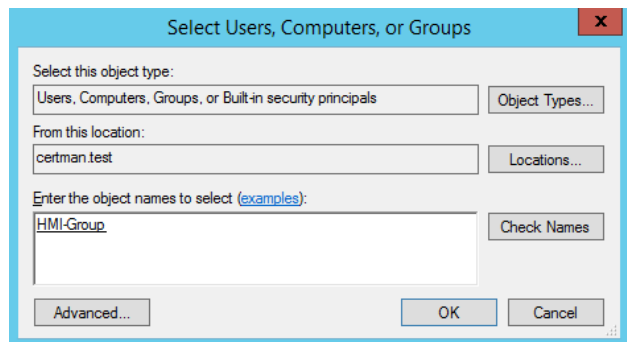 Select Users, Computers, or Groups
x
Select this object type:
Users, Computers, Groups, or Built-in security principals
Object Types...
From this location:
certman.test
Locations...
Enter the object names to select (examples):
HMI-Group
Check Names
Advanced...
OK
Cancel